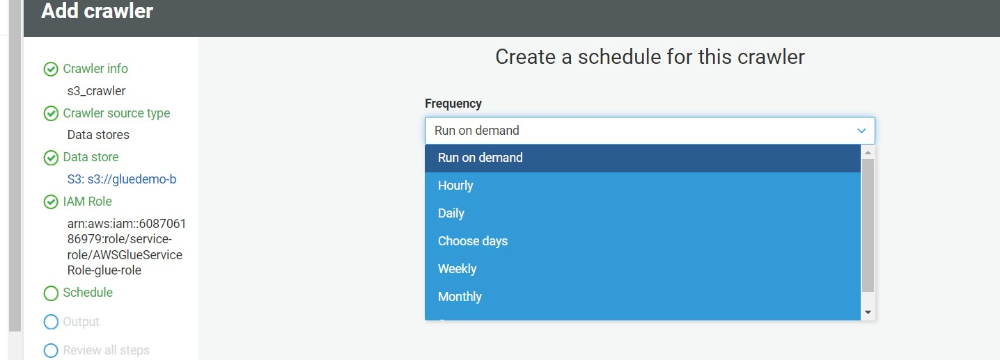 Add crawler
Crawler info
s3_crawler
Crawler source type
Data stores
Data store
S3: s3://gluedemo-b
IAM Role
arn:aws:iam::6087061
86979:role/service-
role/AWSGlueService
Role-glue-role
Schedule
Output
Review all steps
Create a schedule for this crawler
Frequency
Run on demand
Run on demand
Hourly
Daily
Choose days
Weekly
Monthly